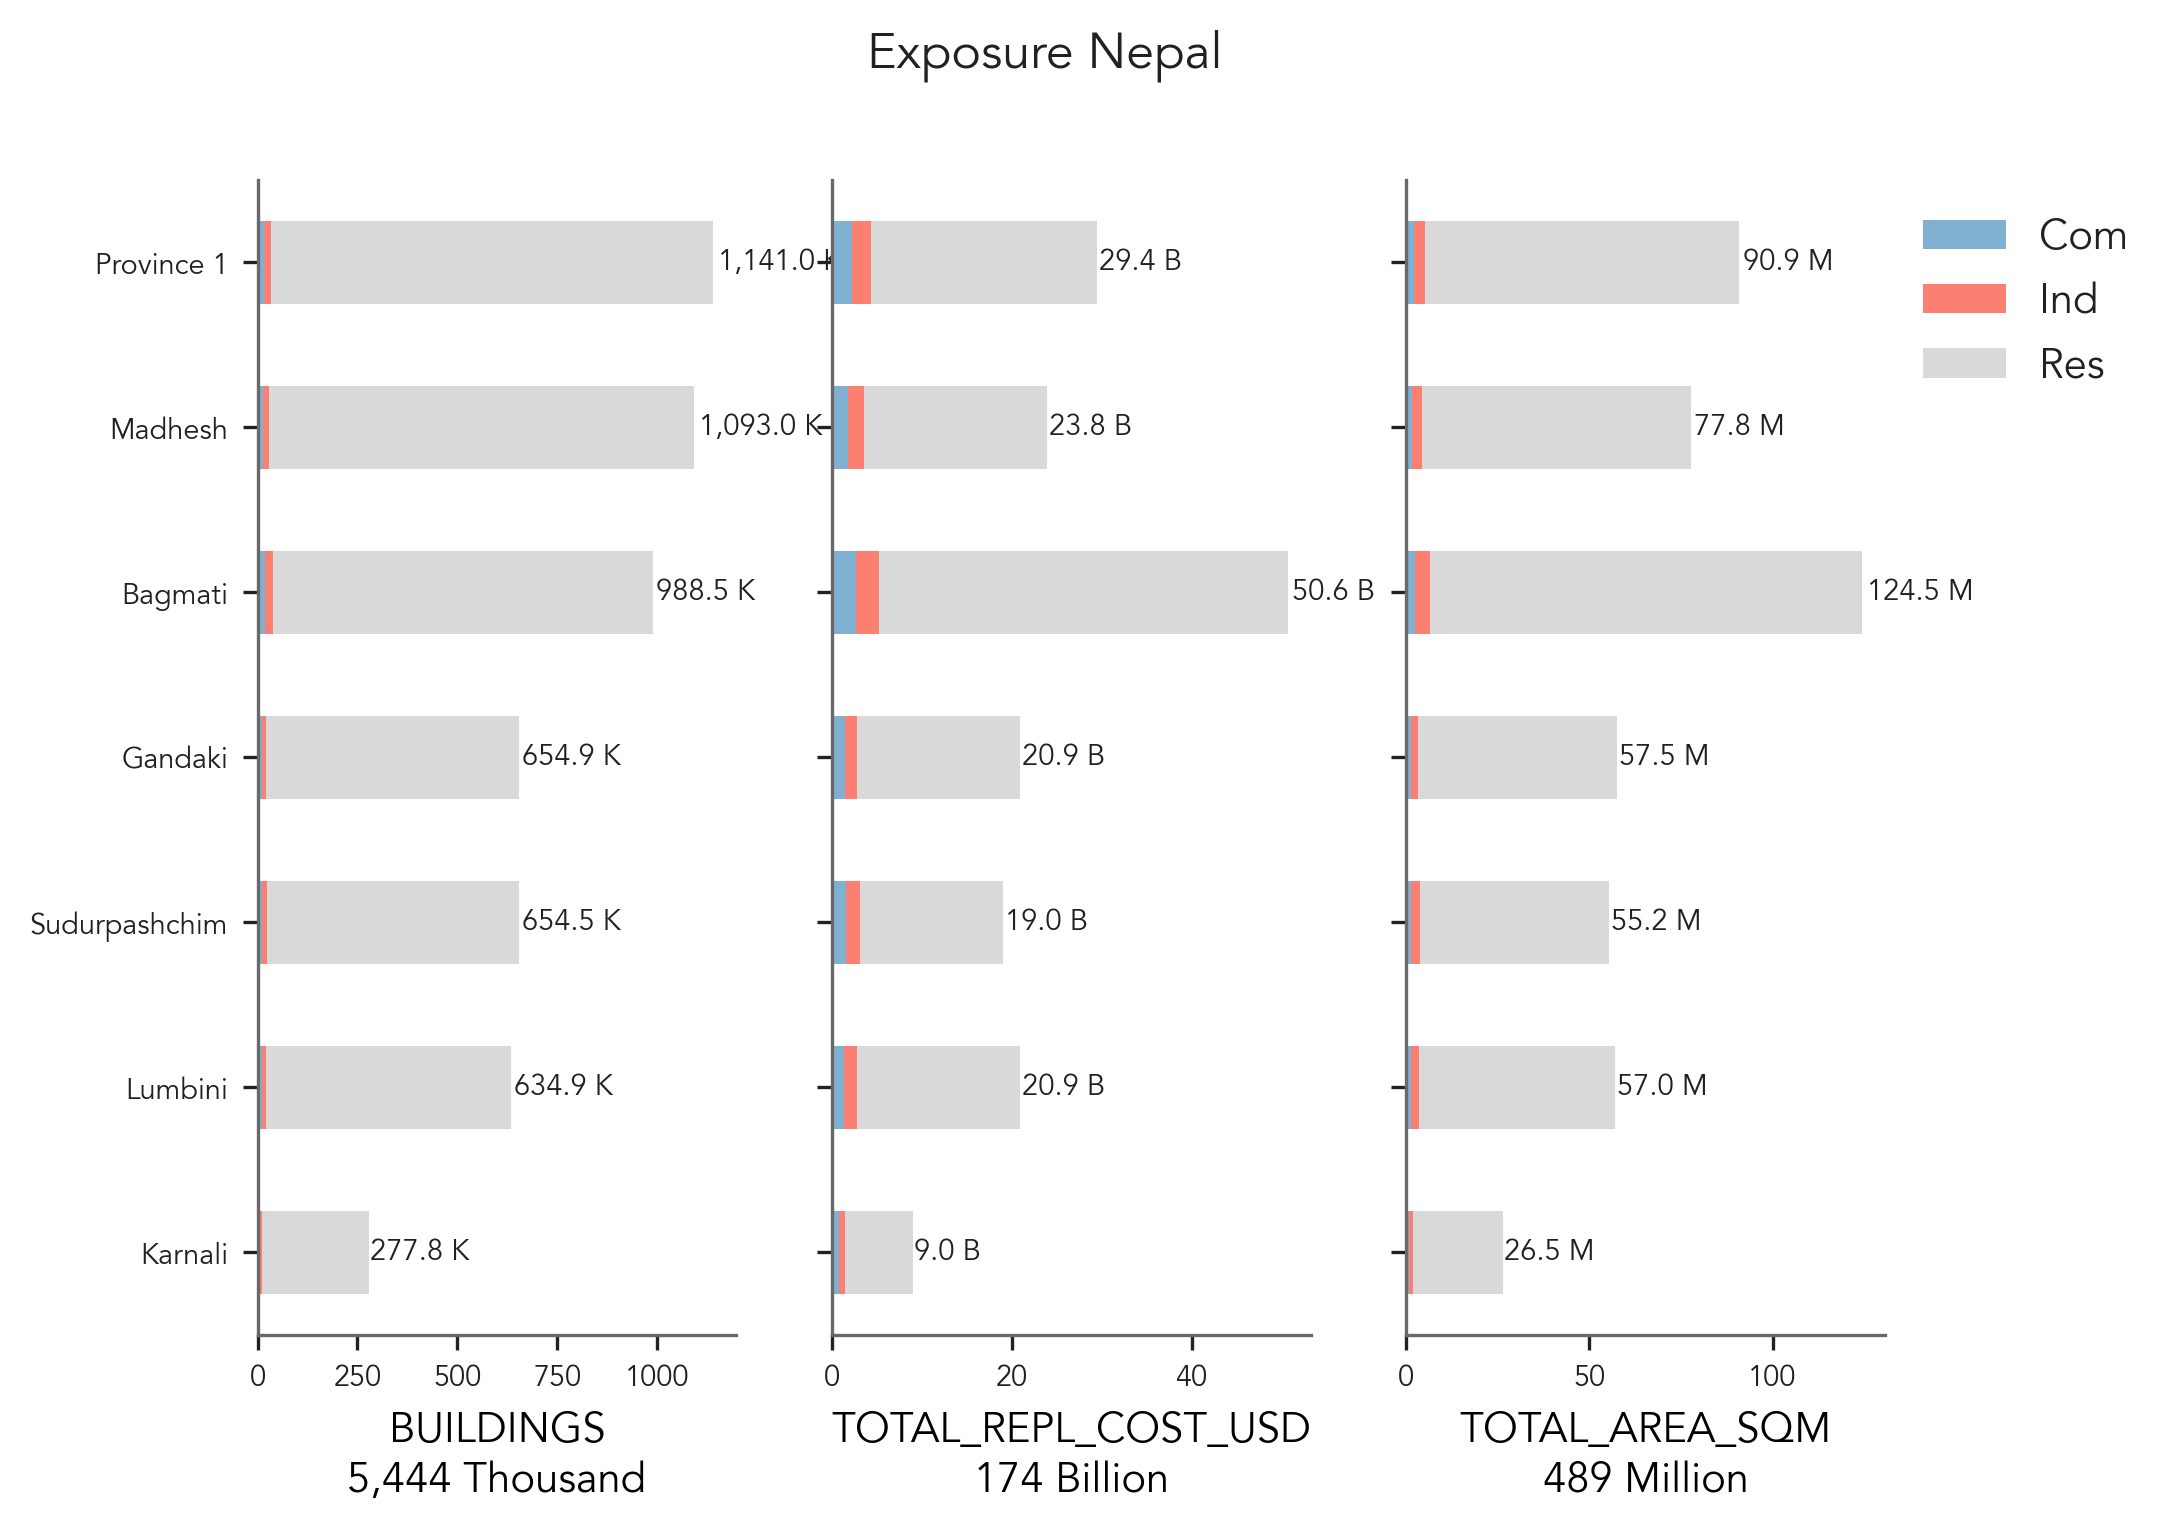 Exposure Nepal
Province 1
Madhesh
Bagmati
Gandaki
Sudurpashchim
Lumbini
Karnali
1,141.0 K
1,093.0 K
988.5 K
654.9 K
654.5 K
634.9 K
277.8 K
0 250 500 750 1000
BUILDINGS
5,444 Thousand
29.4 B
23.8 B
50.6 B
20.9 B
19.0 B
20.9 B
9.0 B
0 20 40
TOTAL_REPL_COST_USD
174 Billion
90.9 M
77.8 M
124.5 M
57.5 M
55.2 M
57.0 M
26.5 M
0 50 100
TOTAL_AREA_SQM
489 Million
Com
Ind
Res